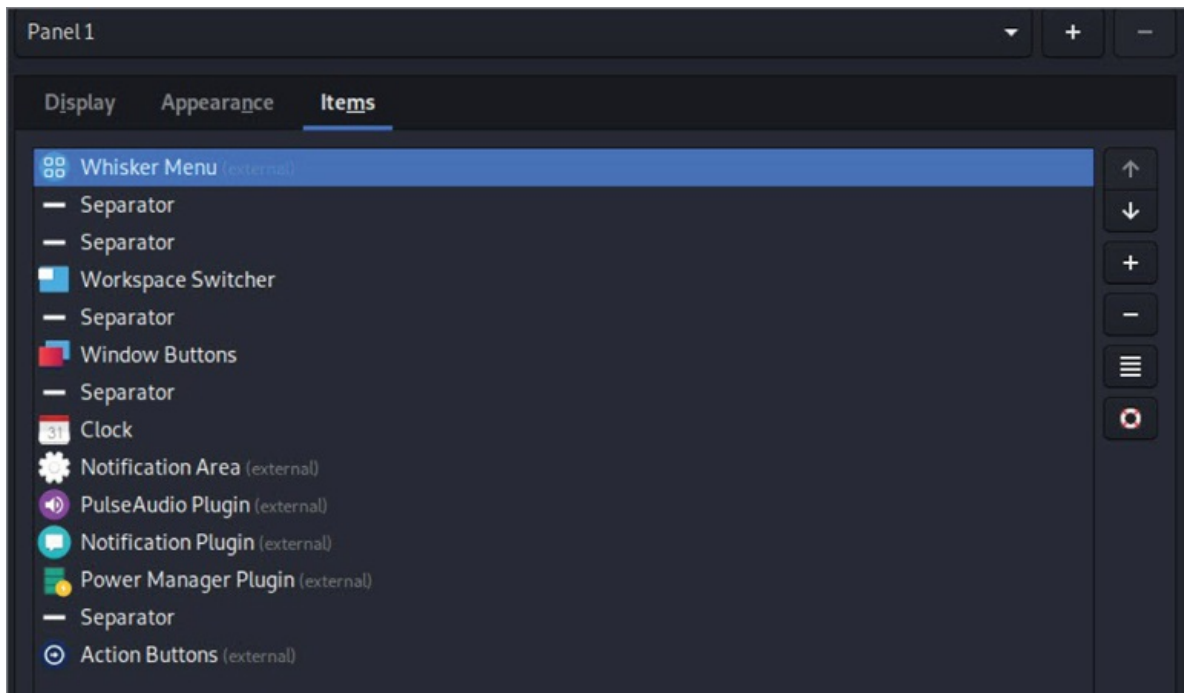 Panel 1
Display Appearance Items
Whisker Menu (external)
Separator
Separator
Workspace Switcher
Separator
Window Buttons
Separator
31 Clock
Notification Area (external)
PulseAudio Plugin (external)
Notification Plugin (external)
Power Manager Plugin (external)
Separator
Action Buttons (external)